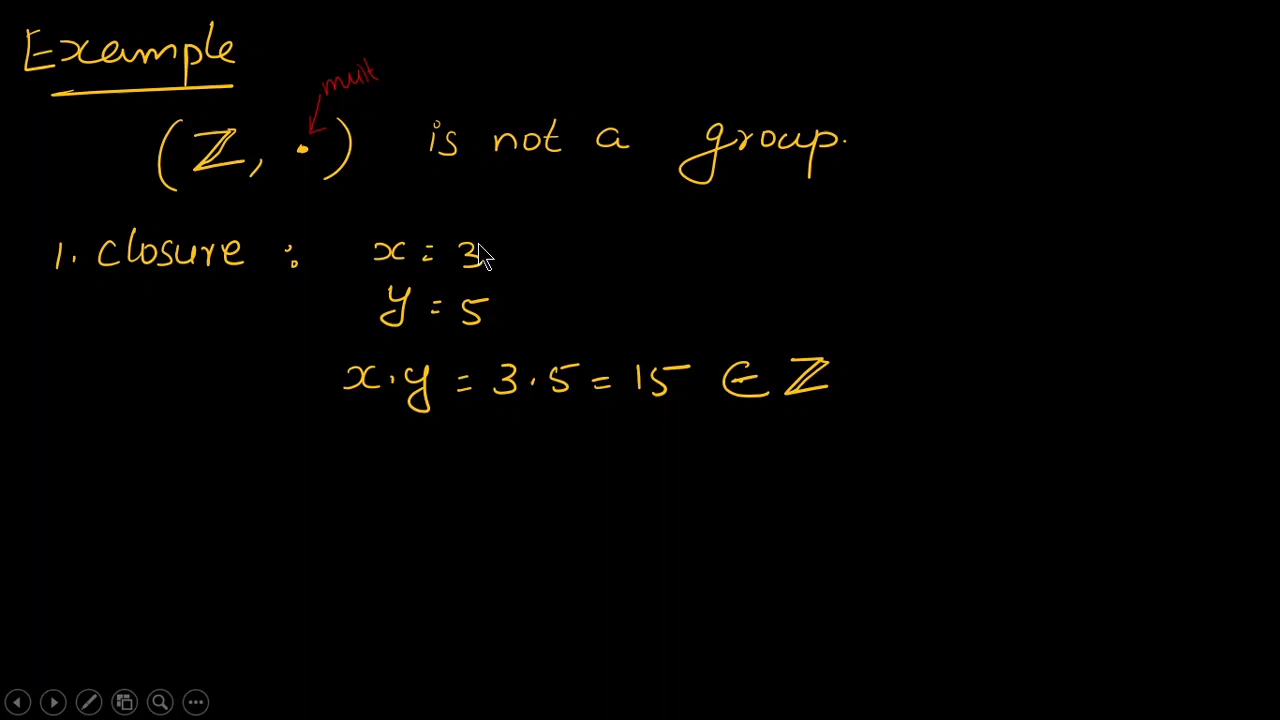 Example
mult
(ℤ, ·) is not a group.
1. closure : x = 3
y = 5
x·y = 3·5 = 15 ∈ ℤ